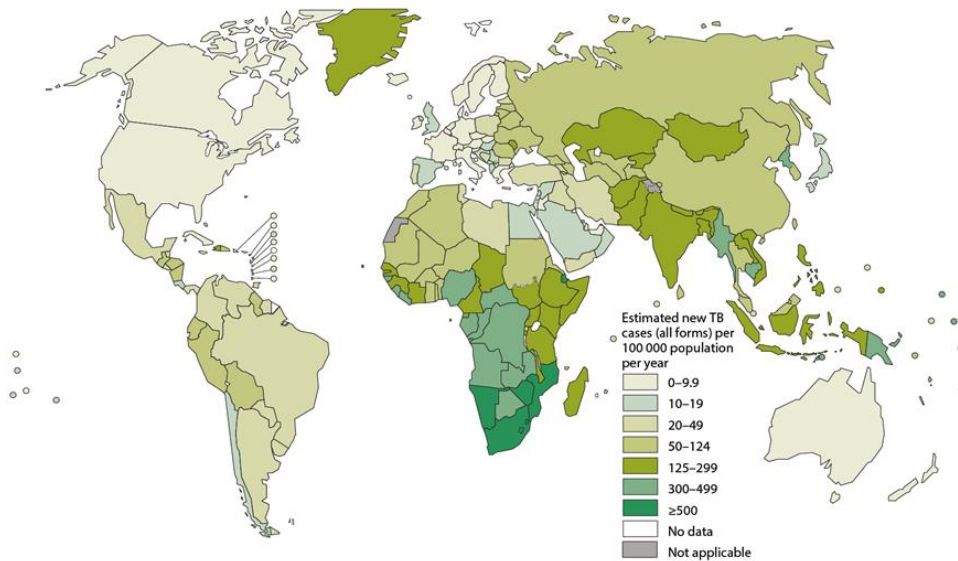 Estimated new TB
cases (all forms) per
100 000 population
per year
0–9.9
10–19
20–49
50–124
125–299
300–499
≥500
No data
Not applicable